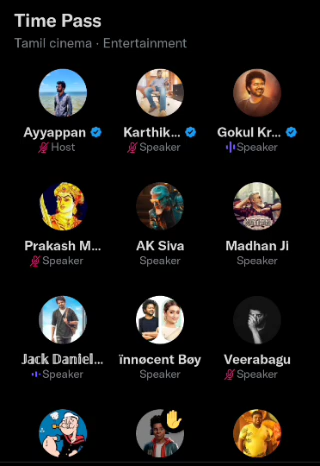 Time Pass
Tamil cinema · Entertainment
Ayyappan Karthik... Gokul Kr...
Host Speaker Speaker
Prakash M... AK Siva Madhan Ji
Speaker Speaker Speaker
𝕁𝕒𝕔𝕜 𝔻𝕒𝕟𝕚𝕖𝕝... ïnnøcent Bøy Veerabagu
Speaker Speaker Speaker